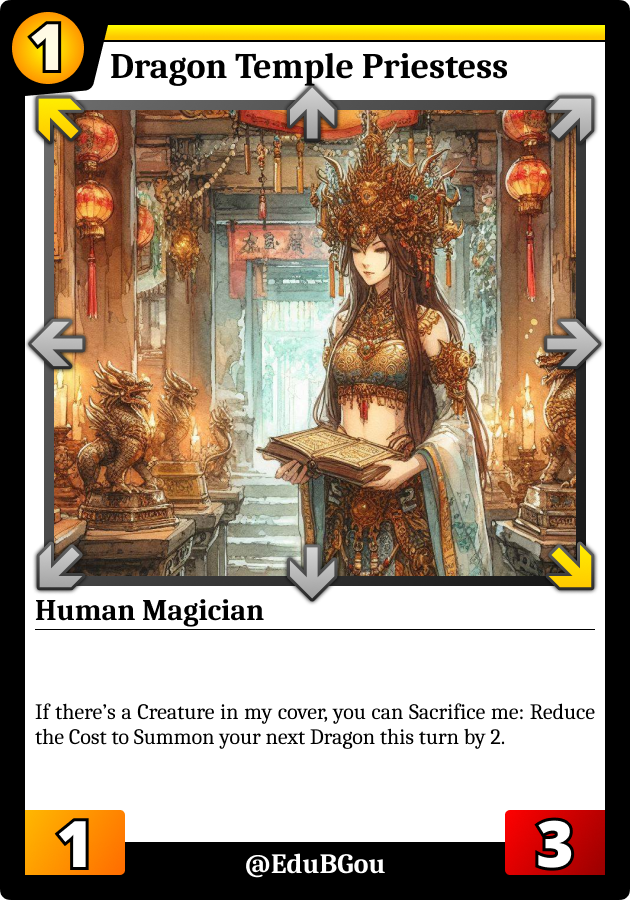 1
Dragon Temple Priestess
Human Magician
If there’s a Creature in my cover, you can Sacrifice me: Reduce
the Cost to Summon your next Dragon this turn by 2.
1
3
@EduBGou